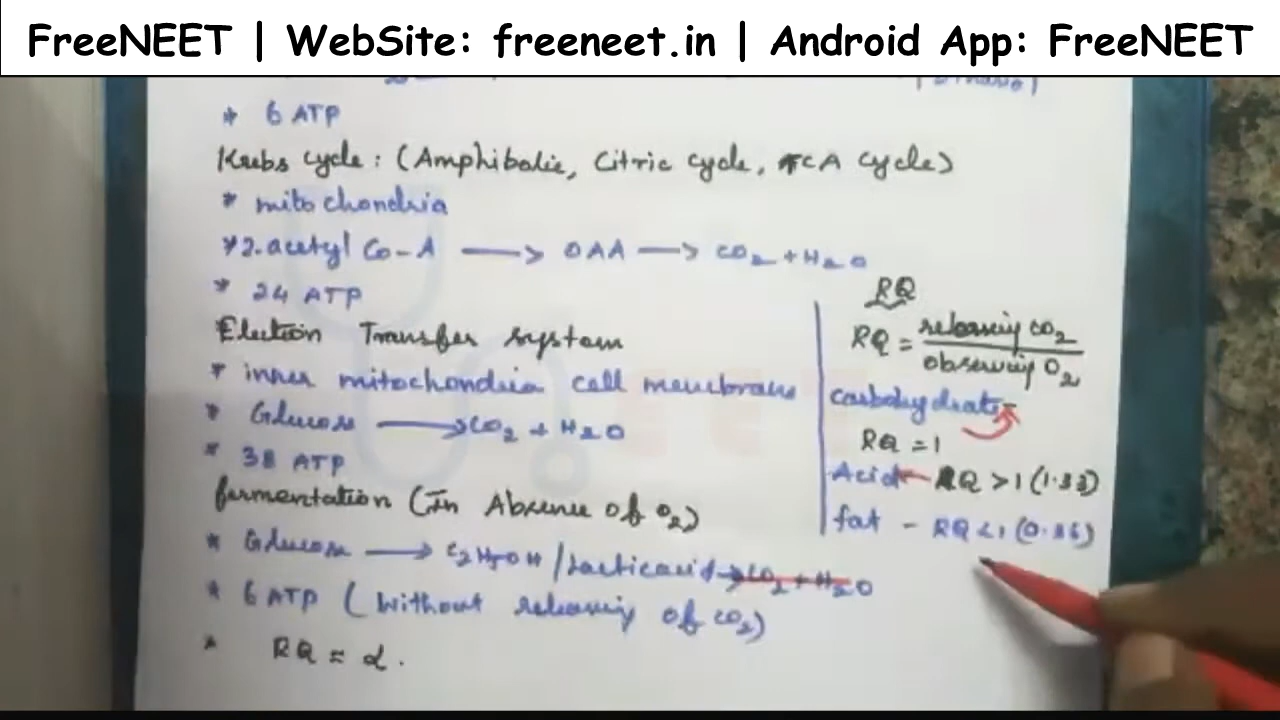 FreeNEET | WebSite: freeneet.in | Android App: FreeNEET
* 6 ATP
Krebs cycle: (Amphibolic, Citric cycle, TCA cycle)
* mitochondria
*2-acetyl Co-A → OAA → CO2 + H2O
* 24 ATP
Electron Transfer system
* inner mitochondria cell membrane
* Glucose → CO2 + H2O
* 38 ATP
fermentation (In Absence of O2)
* Glucose → C2H5OH / Lacticacid → CO2 + H2O
* 6 ATP (without releasing of CO2)
* RQ = α.
RQ
RQ = releasing CO2 / observing O2
carbohydrate-
RQ = 1
Acid - RQ > 1 (1.33)
fat - RQ < 1 (0.36)